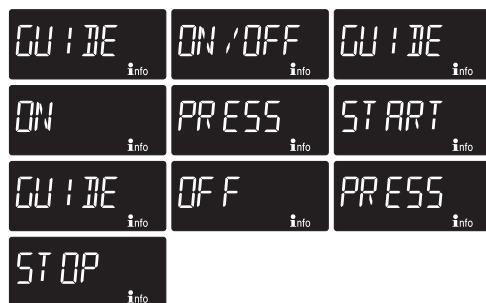 GUIDE info ON/OFF info GUIDE info
ON info PRESS info START info
GUIDE info OFF info PRESS info
STOP info